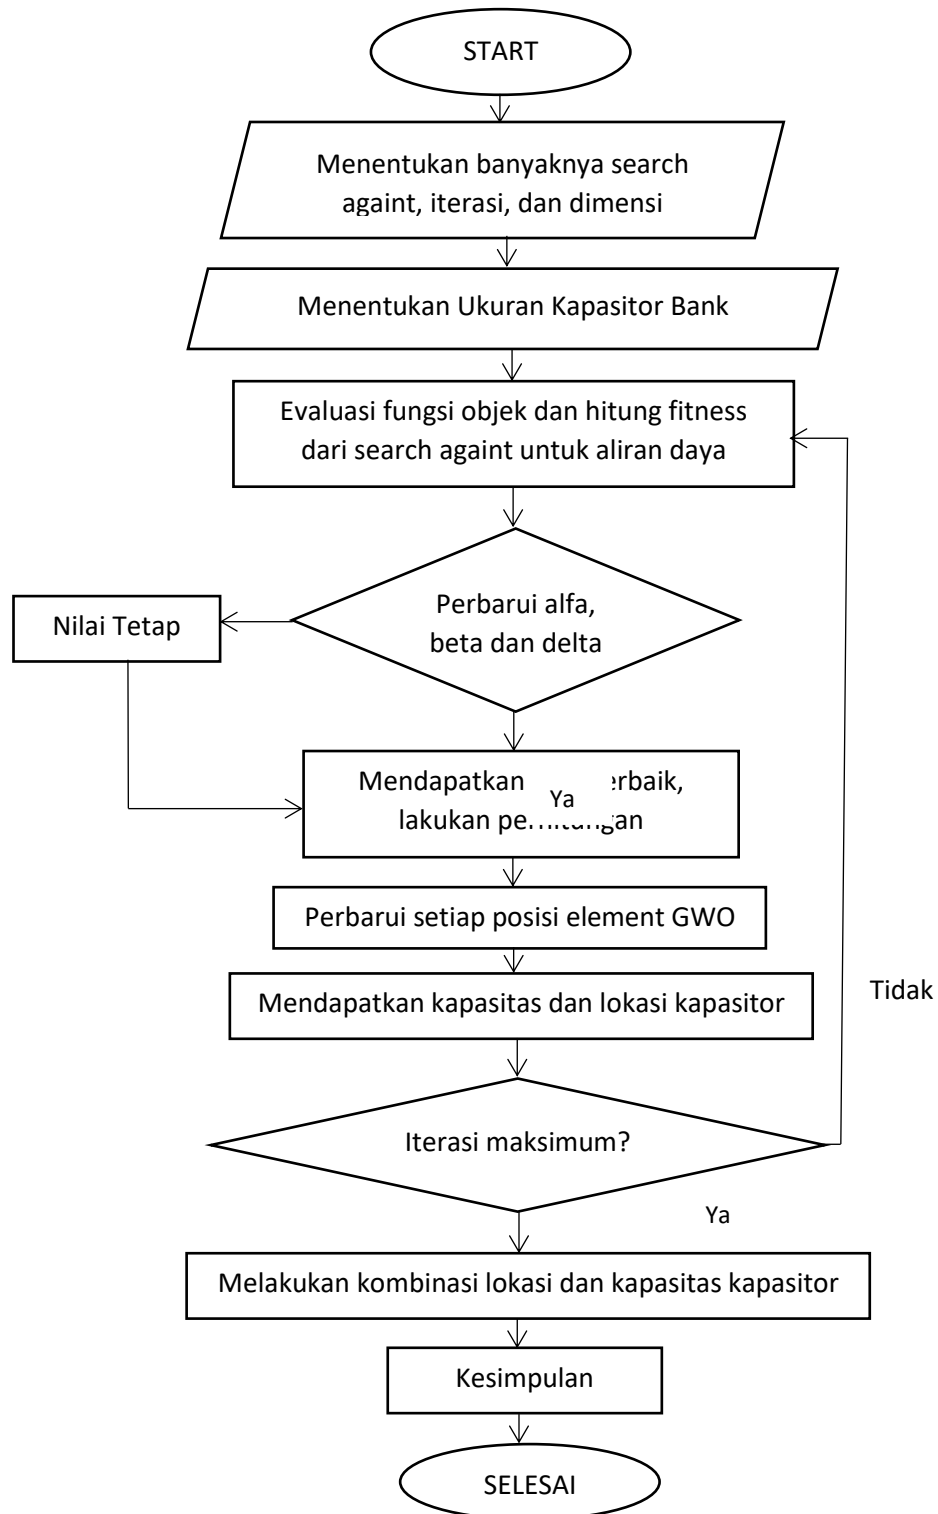 START
Menentukan banyaknya search
againt, iterasi, dan dimensi
Menentukan Ukuran Kapasitor Bank
Evaluasi fungsi objek dan hitung fitness
dari search againt untuk aliran daya
Perbarui alfa,
beta dan delta
Nilai Tetap
Mendapatkan
Ya
lakukan
Perbarui setiap posisi element GWO
Mendapatkan kapasitas dan lokasi kapasitor
Tidak
Iterasi maksimum?
Ya
Melakukan kombinasi lokasi dan kapasitas kapasitor
Kesimpulan
SELESAI